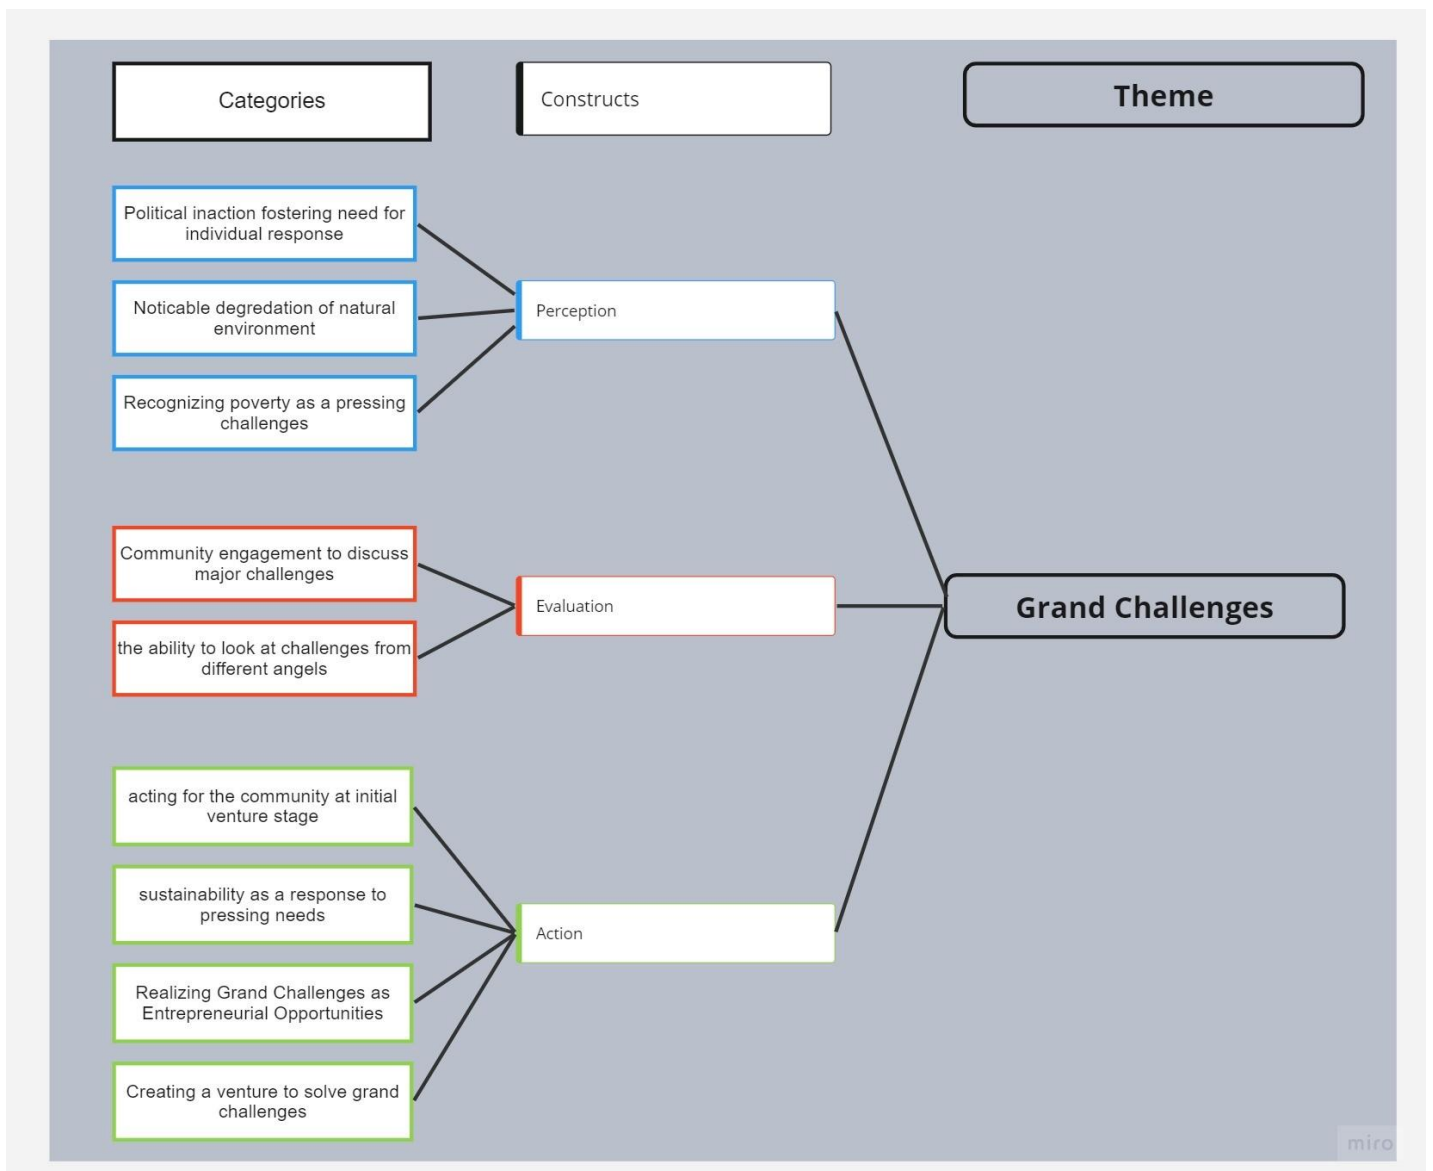 Categories
Constructs
Theme
Political inaction fostering need for
individual response
Noticable degredation of natural
environment
Recognizing poverty as a pressing
challenges
Perception
Community engagement to discuss
major challenges
the ability to look at challenges from
different angels
Evaluation
Grand Challenges
acting for the community at initial
venture stage
sustainability as a response to
pressing needs
Realizing Grand Challenges as
Entrepreneurial Opportunities
Creating a venture to solve grand
challenges
Action
miro